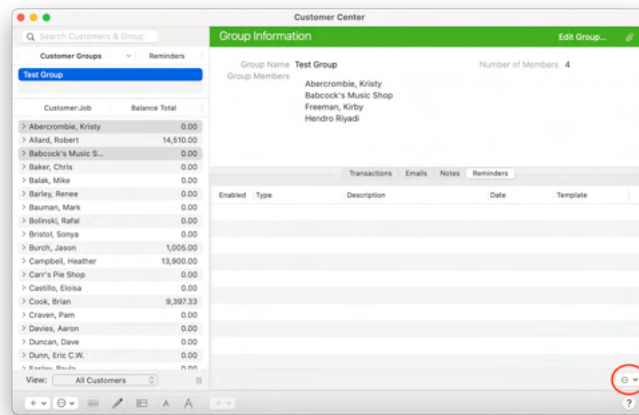 Customer Center
Search Customers & Group
Customer Groups Reminders
Test Group
Customer:Job Balance Total
Abercrombie, Kristy 0.00
Allard, Robert 14,510.00
Babcock's Music S... 0.00
Baker, Chris 0.00
Balak, Mike 0.00
Barley, Renee 0.00
Bauman, Mark 0.00
Bolinski, Rafal 0.00
Bristol, Sonya 0.00
Burch, Jason 1,005.00
Campbell, Heather 13,900.00
Carr's Pie Shop 0.00
Castillo, Eloisa 0.00
Cook, Brian 9,397.33
Craven, Pam 0.00
Davies, Aaron 0.00
Duncan, Dave 0.00
Dunn, Eric C.W. 0.00
Easley, Paula 0.00
View: All Customers
A A
Group Information Edit Group...
Group Name Test Group Number of Members 4
Group Members
Abercrombie, Kristy
Babcock's Music Shop
Freeman, Kirby
Hendro Riyadi
Transactions Emails Notes Reminders
Enabled Type Description Date Template
?